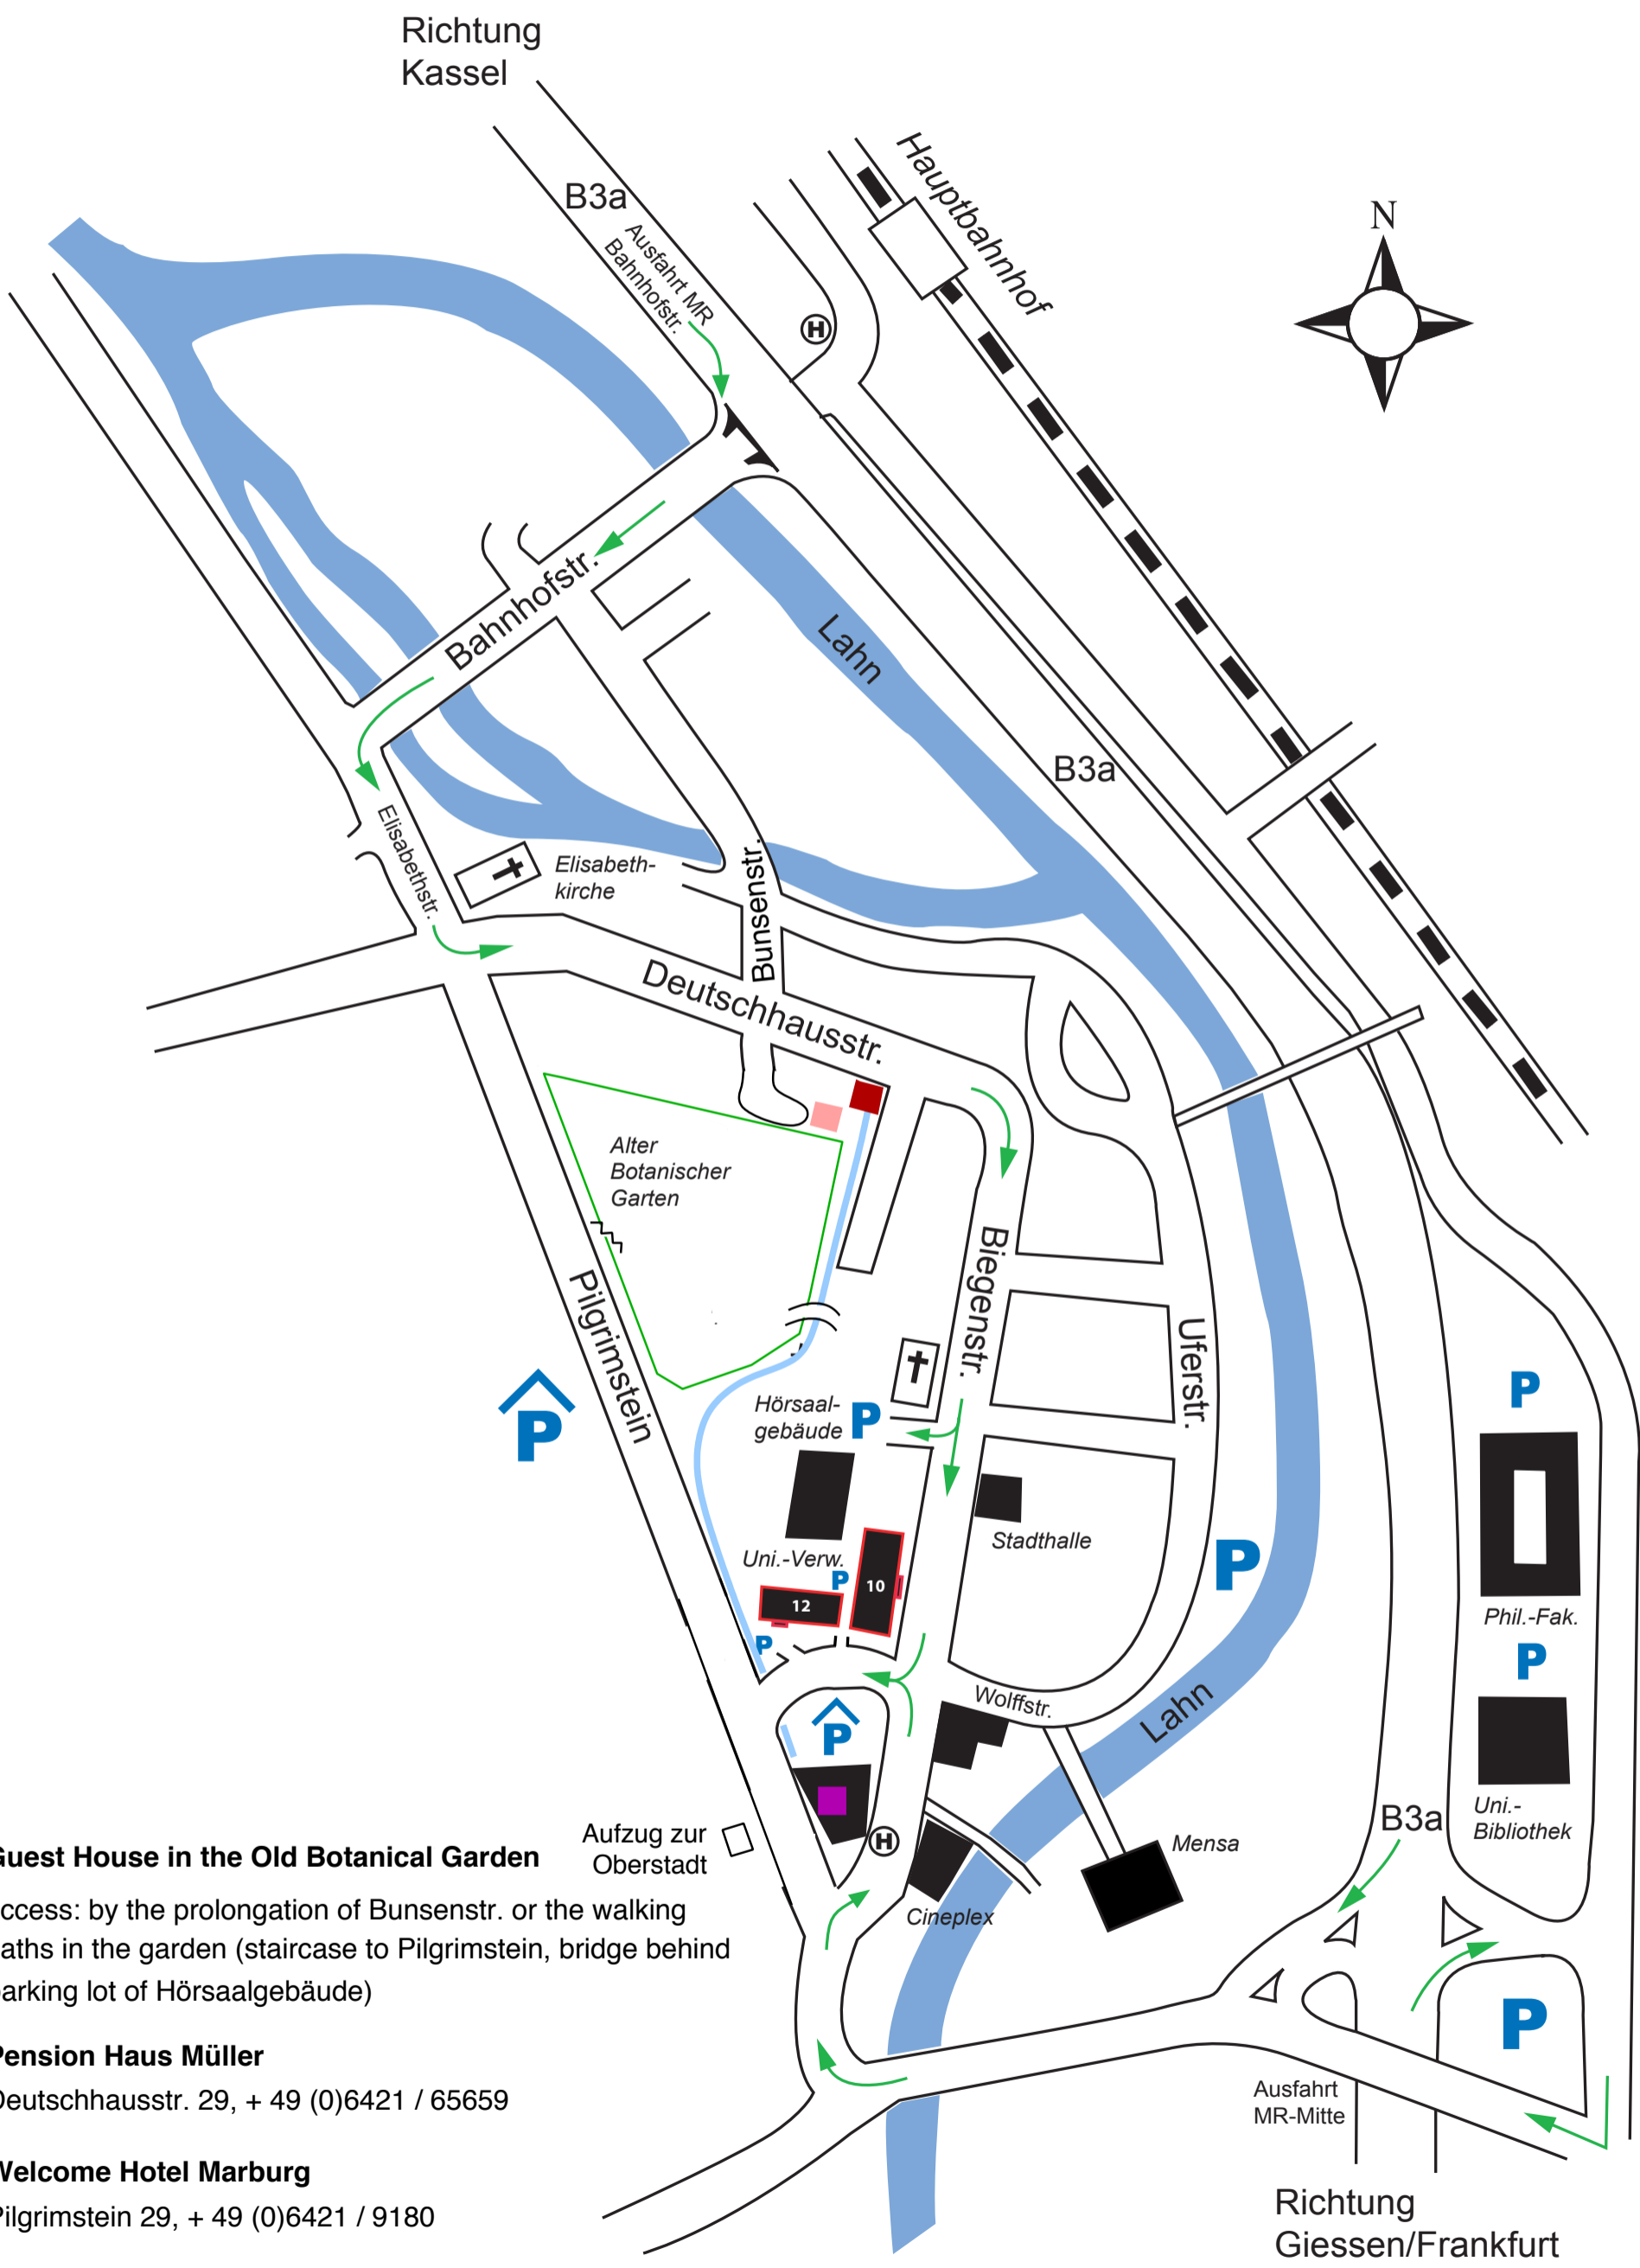 Richtung
Kassel
B3a
Ausfahrt MR
Bahnhofstr.
Hauptbahnhof
N
H
Bahnhofstr.
Lahn
B3a
Elisabethstr.
Elisabeth-
kirche
Bunsenstr.
Deutschhausstr.
Alter
Botanischer
Garten
Pilgrimstein
Biegenstr.
Uferstr.
P
P
Hörsaal-
gebäude
P
Stadthalle
Uni.-Verw.
P
10
12
P
P
Phil.-Fak.
P
Wolffstr.
P
Lahn
Uni.-
Bibliothek
B3a
Aufzug zur
Oberstadt
H
Mensa
Cineplex
P
Ausfahrt
MR-Mitte
Richtung
Giessen/Frankfurt
uest House in the Old Botanical Garden
ccess: by the prolongation of Bunsenstr. or the walking
aths in the garden (staircase to Pilgrimstein, bridge behind
arking lot of Hörsaalgebäude)
Pension Haus Müller
Deutschhausstr. 29, + 49 (0)6421 / 65659
Welcome Hotel Marburg
Pilgrimstein 29, + 49 (0)6421 / 9180